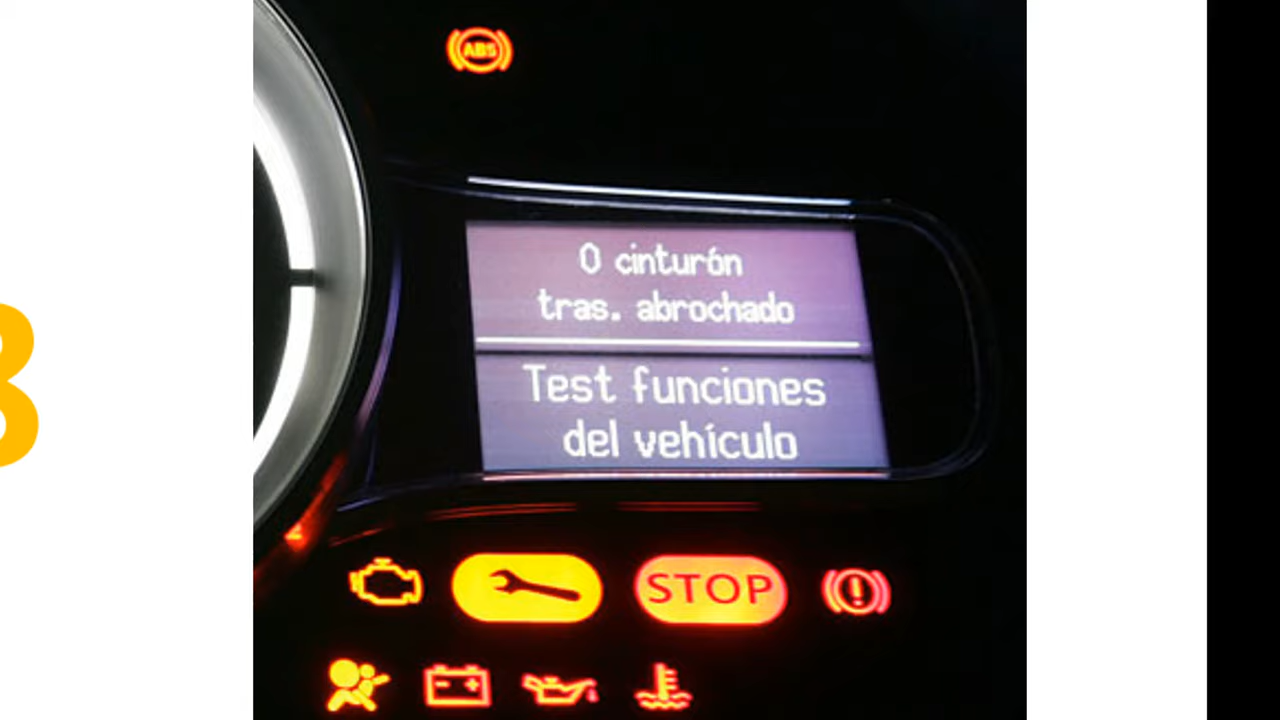 ABS
0 cinturón
tras. abrochado
Test funciones
del vehículo
STOP